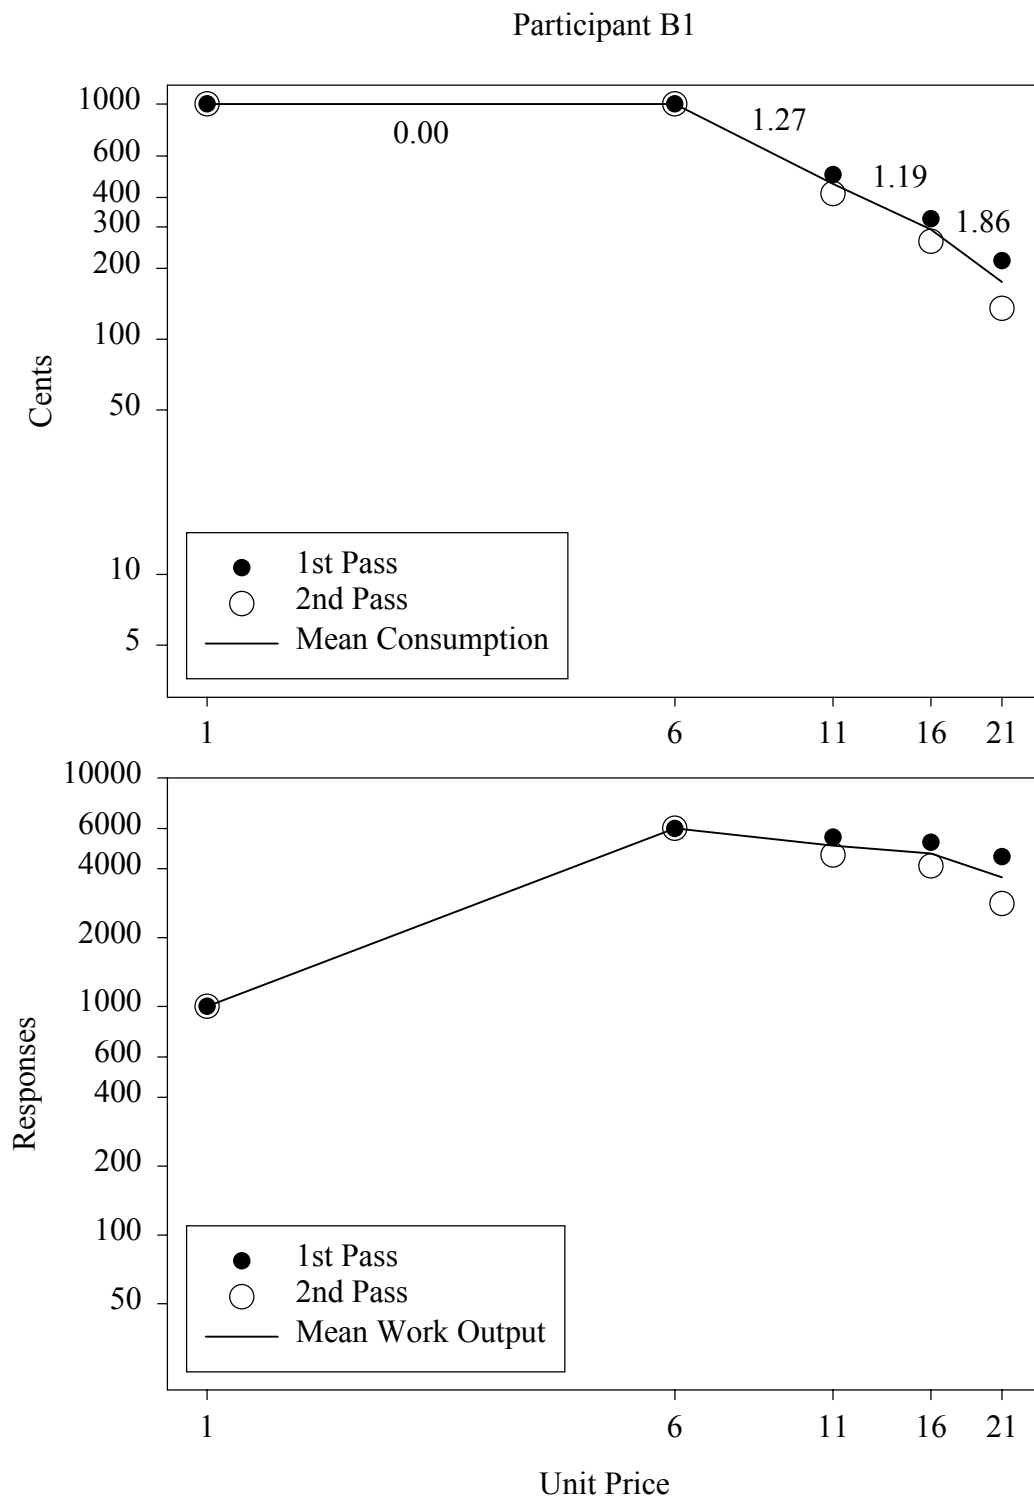 Participant B1
1000
600
400
300
200
100
50
10
5
Cents
0.00
1.27
1.19
1.86
1st Pass
2nd Pass
Mean Consumption
1 6 11 16 21
10000
6000
4000
2000
1000
600
400
200
100
50
Responses
1st Pass
2nd Pass
Mean Work Output
1 6 11 16 21
Unit Price